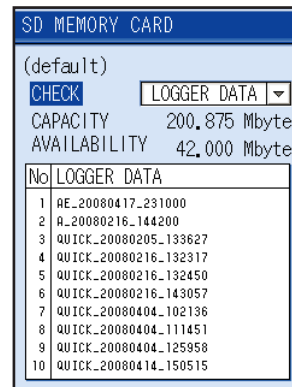 SD MEMORY CARD
(default)
CHECK LOGGER DATA
CAPACITY 200.875 Mbyte
AVAILABILITY 42.000 Mbyte
No LOGGER DATA
1 AE_20080417_231000
2 A_20080216_144200
3 QUICK_20080205_133627
4 QUICK_20080216_132317
5 QUICK_20080216_132450
6 QUICK_20080216_143057
7 QUICK_20080404_102136
8 QUICK_20080404_111451
9 QUICK_20080404_125958
10 QUICK_20080414_150515